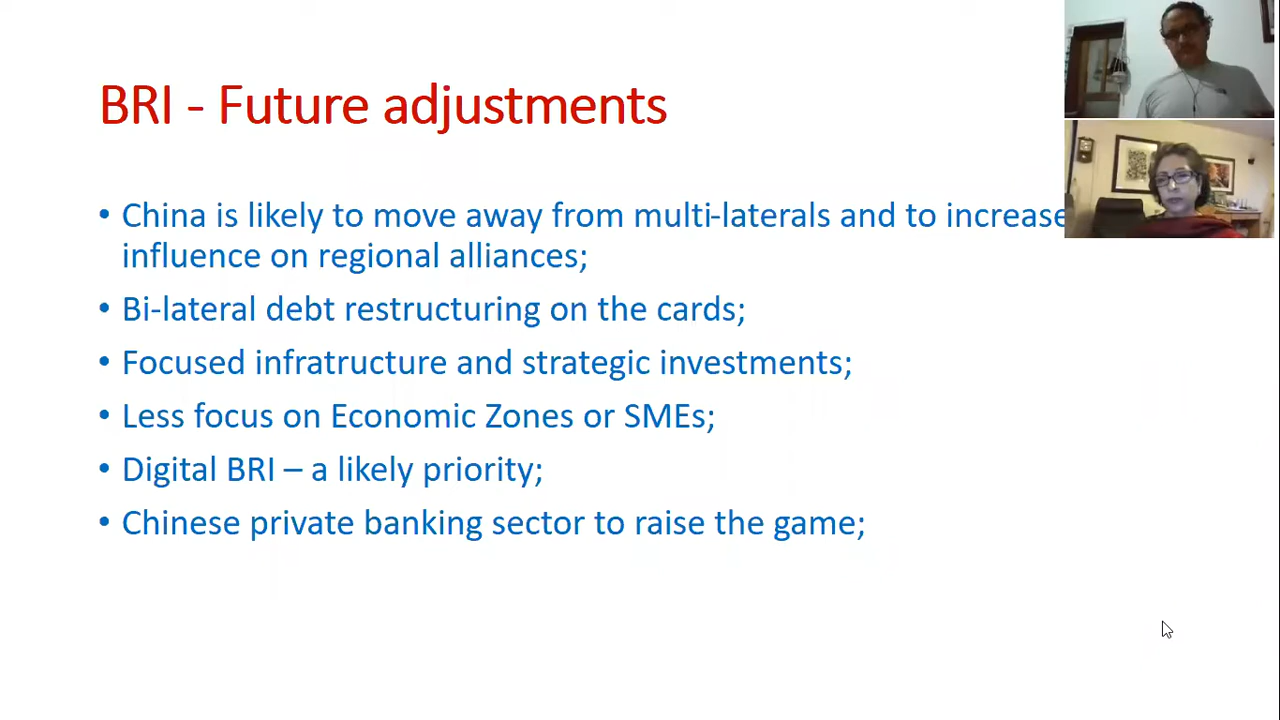 BRI - Future adjustments
• China is likely to move away from multi-laterals and to increase
influence on regional alliances;
• Bi-lateral debt restructuring on the cards;
• Focused infratructure and strategic investments;
• Less focus on Economic Zones or SMEs;
• Digital BRI – a likely priority;
• Chinese private banking sector to raise the game;